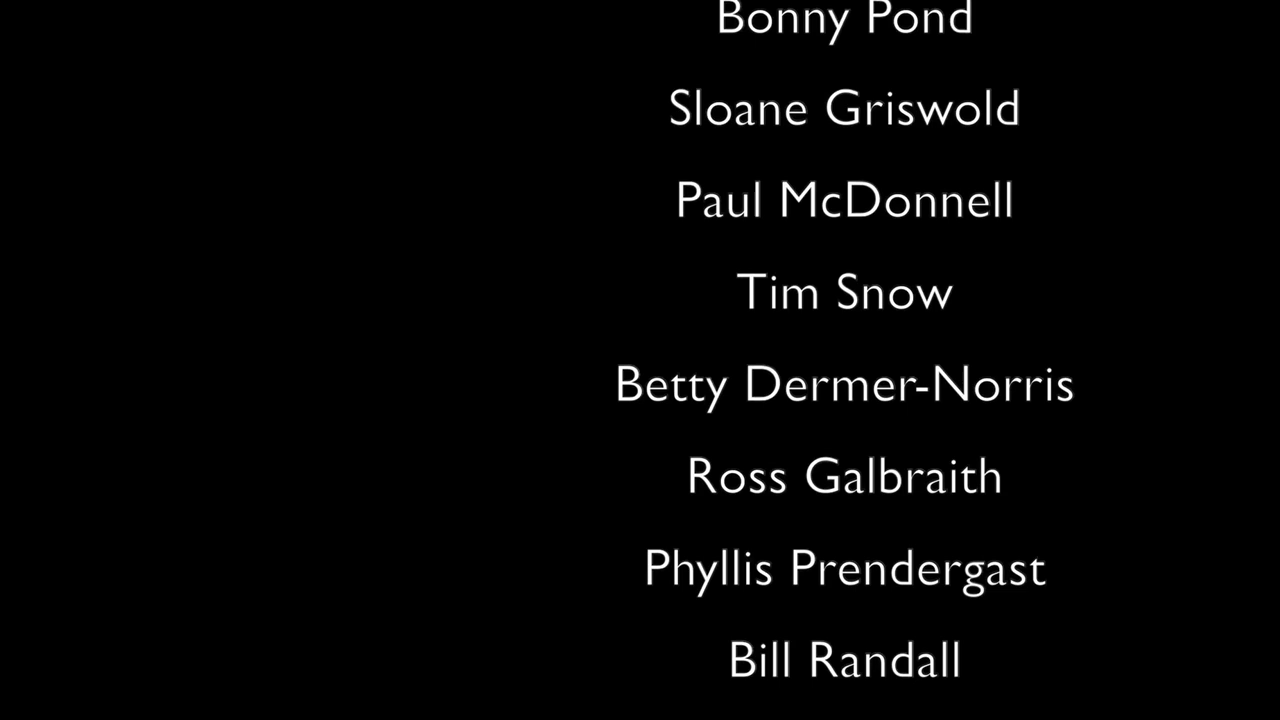 Bonny Pond
Sloane Griswold
Paul McDonnell
Tim Snow
Betty Dermer-Norris
Ross Galbraith
Phyllis Prendergast
Bill Randall